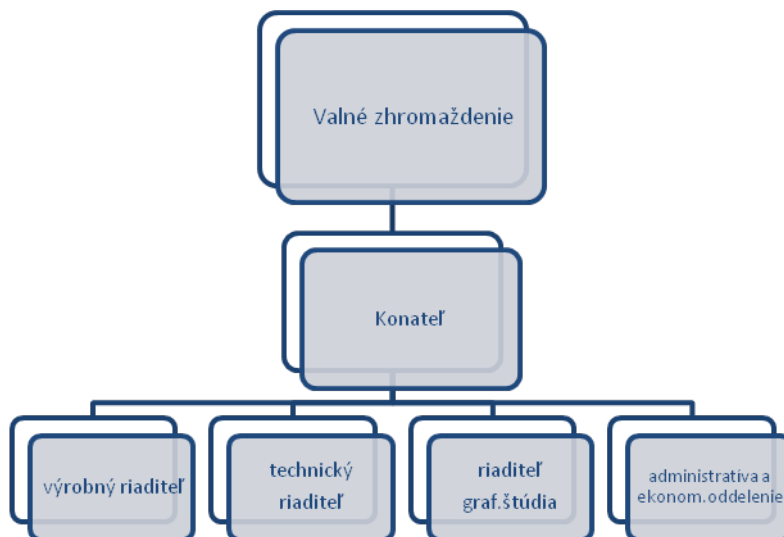 Valné zhromaždenie
Konateľ
výrobný riaditeľ
technický
riaditeľ
riaditeľ
graf.štúdia
administratíva a
ekonom.oddelenie